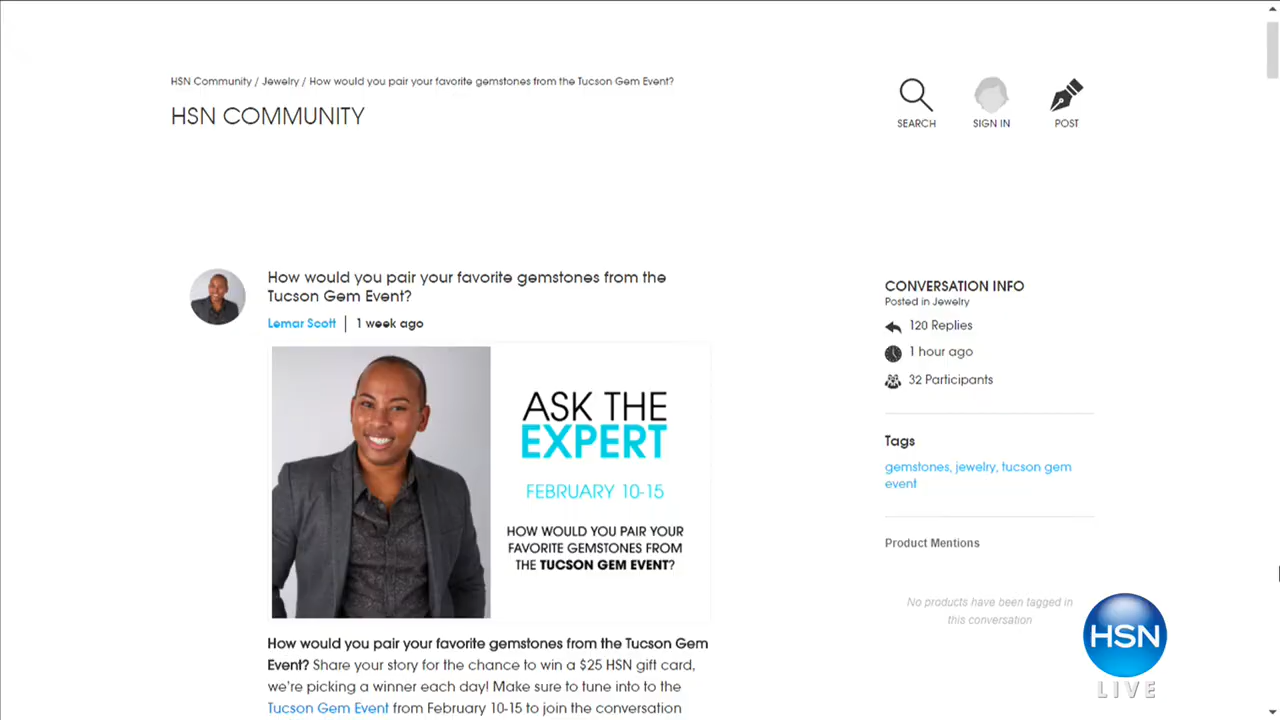 HSN Community / Jewelry / How would you pair your favorite gemstones from the Tucson Gem Event?
HSN COMMUNITY
SEARCH
SIGN IN
POST
How would you pair your favorite gemstones from the
Tucson Gem Event?
Lemar Scott | 1 week ago
ASK THE
EXPERT
FEBRUARY 10-15
HOW WOULD YOU PAIR YOUR
FAVORITE GEMSTONES FROM
THE TUCSON GEM EVENT?
How would you pair your favorite gemstones from the Tucson Gem
Event? Share your story for the chance to win a $25 HSN gift card,
we're picking a winner each day! Make sure to tune into to the
Tucson Gem Event from February 10-15 to join the conversation
CONVERSATION INFO
Posted in Jewelry
120 Replies
1 hour ago
32 Participants
Tags
gemstones, jewelry, tucson gem
event
Product Mentions
No products have been tagged in
this conversation
HSN
LIVE